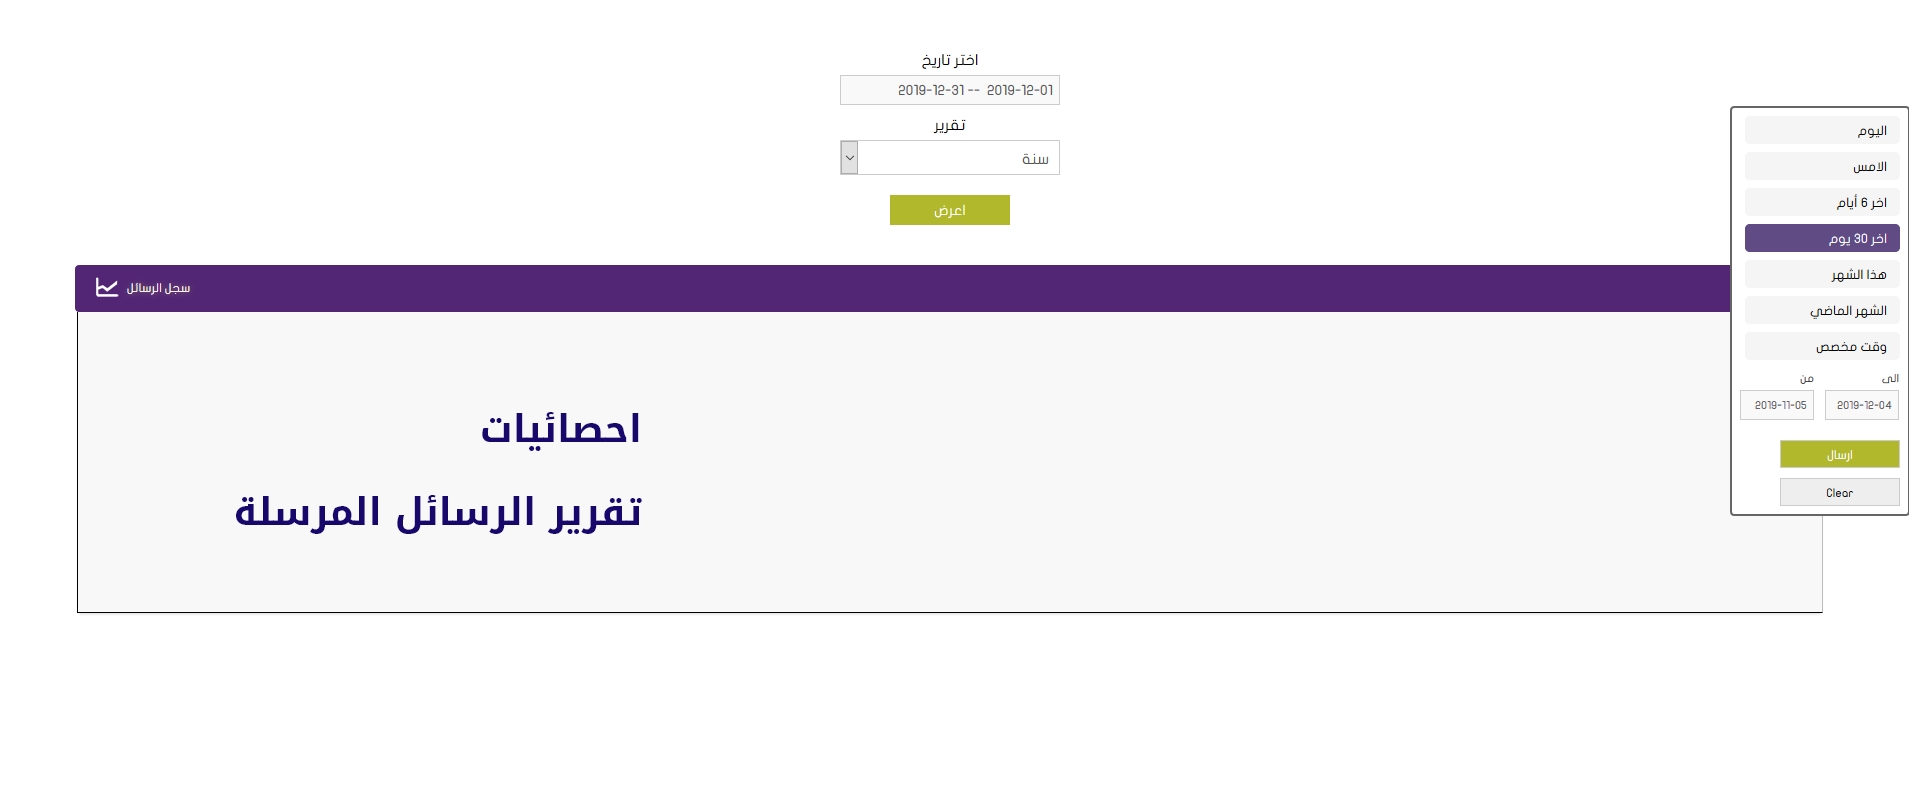 اختر تاريخ
2019-12-31 -- 2019-12-01
تقرير
سنة
اعرض
سجل الرسائل
احصائيات
تقرير الرسائل المرسلة
اليوم
الامس
اخر 6 أيام
اخر 30 يوم
هذا الشهر
الشهر الماضي
وقت مخصص
الى
من
2019-12-04
2019-11-05
ارسال
Clear